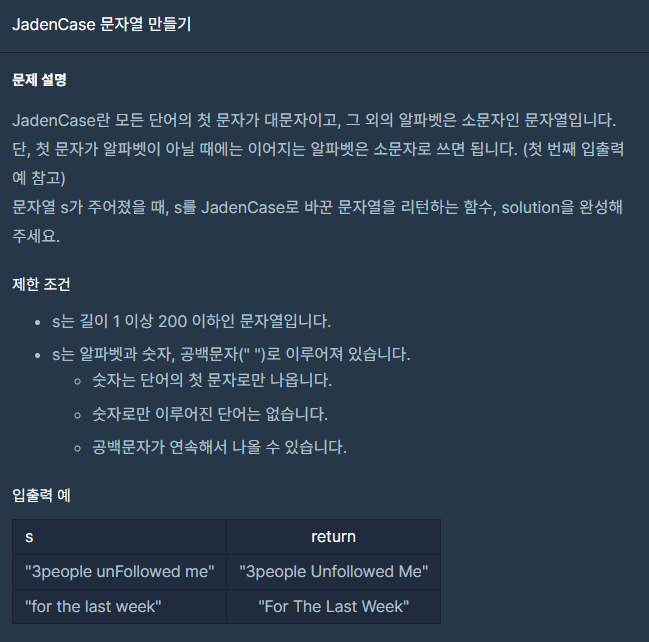 JadenCase 문자열 만들기
문제 설명
JadenCase란 모든 단어의 첫 문자가 대문자이고, 그 외의 알파벳은 소문자인 문자열입니다.
단, 첫 문자가 알파벳이 아닐 때에는 이어지는 알파벳은 소문자로 쓰면 됩니다. (첫 번째 입출력
예 참고)
문자열 s가 주어졌을 때, s를 JadenCase로 바꾼 문자열을 리턴하는 함수, solution을 완성해
주세요.
제한 조건
• s는 길이 1 이상 200 이하인 문자열입니다.
• s는 알파벳과 숫자, 공백문자(" ")로 이루어져 있습니다.
◦ 숫자는 단어의 첫 문자로만 나옵니다.
◦ 숫자로만 이루어진 단어는 없습니다.
◦ 공백문자가 연속해서 나올 수 있습니다.
입출력 예
s return
"3people unFollowed me" "3people Unfollowed Me"
"for the last week" "For The Last Week"